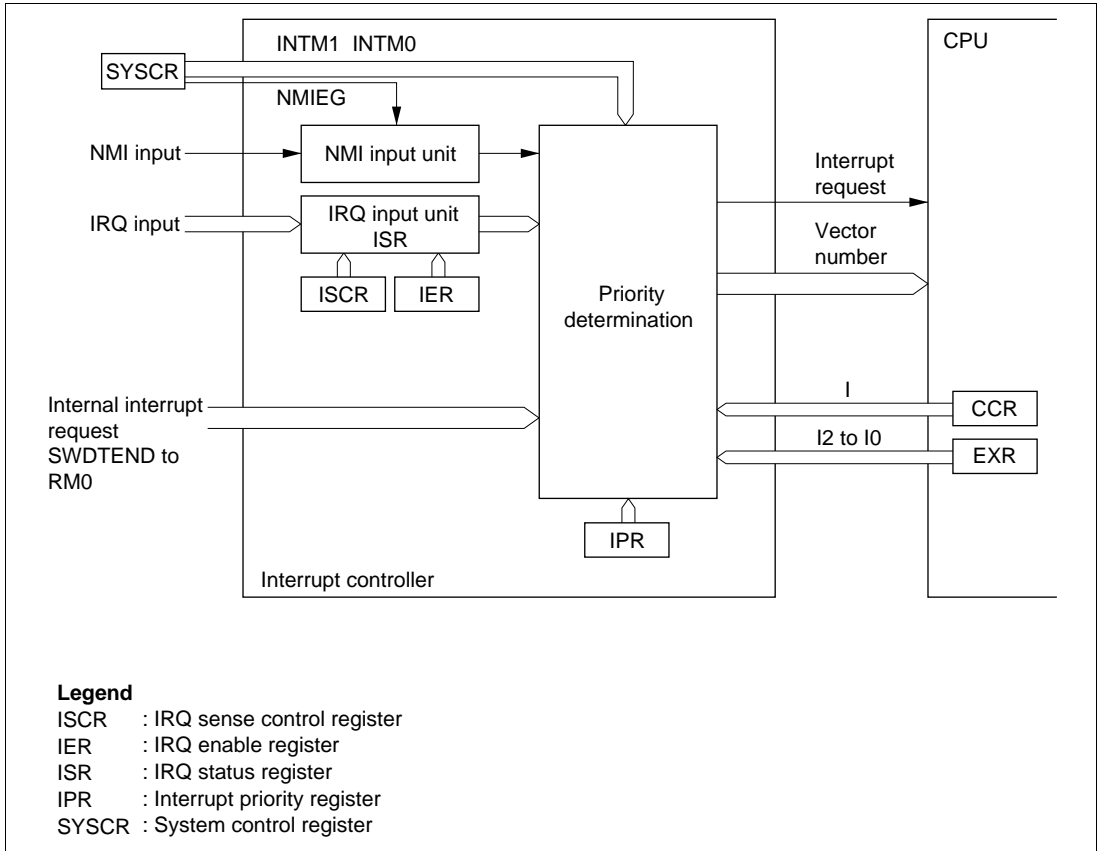 INTM1 INTM0
CPU
SYSCR
NMIEG
NMI input
NMI input unit
Interrupt
request
IRQ input
IRQ input unit
ISR
Vector
number
ISCR
IER
Priority
determination
Internal interrupt
request
SWDTEND to
RM0
I
CCR
I2 to I0
EXR
IPR
Interrupt controller
Legend
ISCR : IRQ sense control register
IER : IRQ enable register
ISR : IRQ status register
IPR : Interrupt priority register
SYSCR : System control register